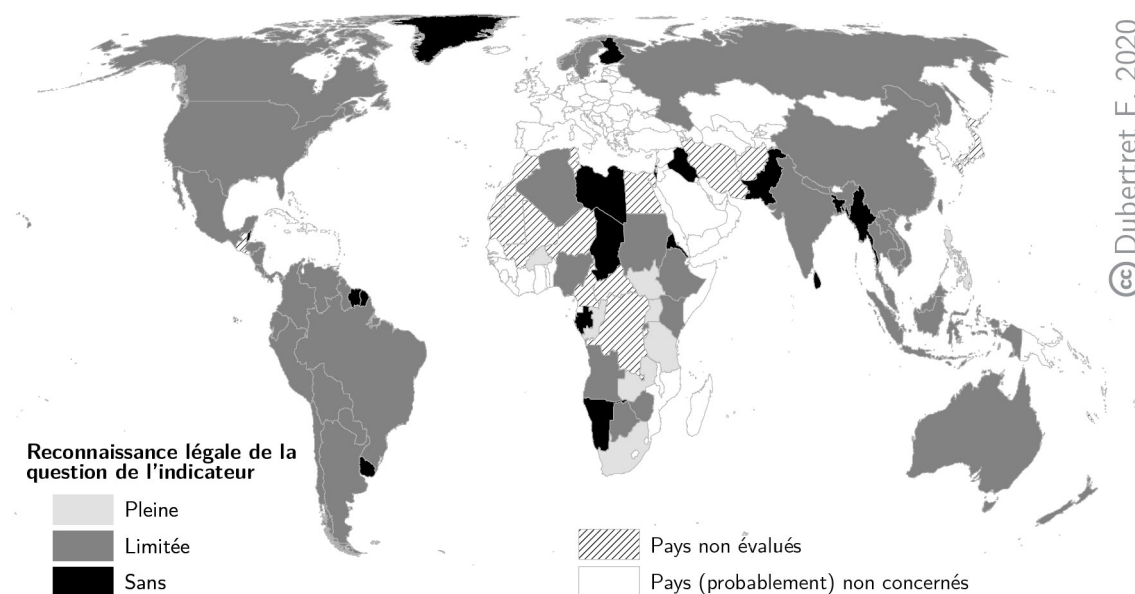 cc Dubertret F. 2020
Reconnaissance légale de la
question de l'indicateur
Pleine
Limitée
Sans
Pays non évalués
Pays (probablement) non concernés